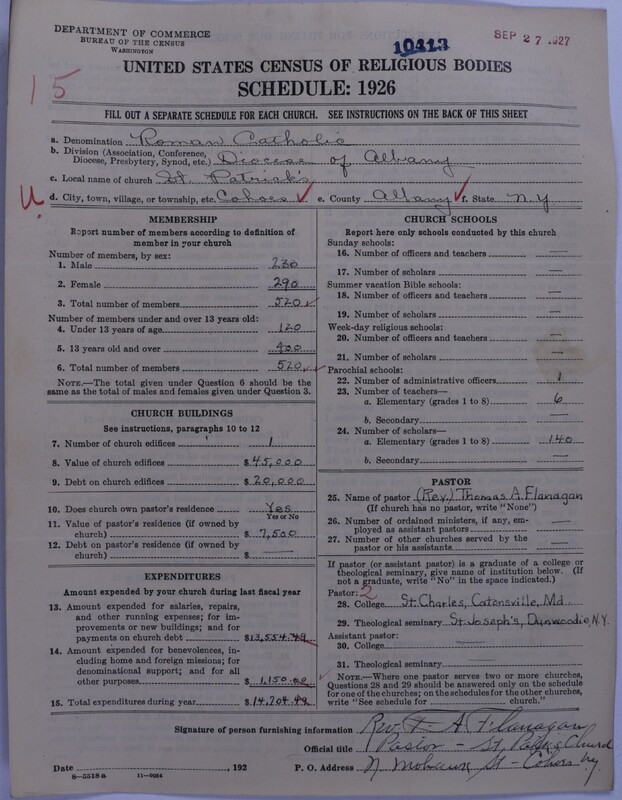 DEPARTMENT OF COMMERCE
BUREAU OF THE CENSUS
WASHINGTON
10413
SEP 27 1927
15
UNITED STATES CENSUS OF RELIGIOUS BODIES
SCHEDULE: 1926
FILL OUT A SEPARATE SCHEDULE FOR EACH CHURCH. SEE INSTRUCTIONS ON THE BACK OF THIS SHEET
a. Denomination Roman Catholic
b. Division (Association, Conference, Diocese, Presbytery, Synod, etc.) Diocese of Albany
c. Local name of church St. Patrick's
U. d. City, town, village, or township, etc. Cohoes e. County Albany f. State N.Y
MEMBERSHIP
Report number of members according to definition of member in your church
Number of members, by sex:
1. Male 230
2. Female 290
3. Total number of members 520
Number of members under and over 13 years old:
4. Under 13 years of age 120
5. 13 years old and over 400
6. Total number of members 520
NOTE.—The total given under Question 6 should be the same as the total of males and females given under Question 3.
CHURCH BUILDINGS
See instructions, paragraphs 10 to 12
7. Number of church edifices 1
8. Value of church edifices $45,000
9. Debt on church edifices $20,000
10. Does church own pastor's residence Yes
Yes or No
11. Value of pastor's residence (if owned by church) $7,500
12. Debt on pastor's residence (if owned by church) $ —
EXPENDITURES
Amount expended by your church during last fiscal year
13. Amount expended for salaries, repairs, and other running expenses; for improvements or new buildings; and for payments on church debt $13,554.49
14. Amount expended for benevolences, including home and foreign missions; for denominational support; and for all other purposes $1,150.00
15. Total expenditures during year $14,704.49
CHURCH SCHOOLS
Report here only schools conducted by this church
Sunday schools:
16. Number of officers and teachers —
17. Number of scholars —
Summer vacation Bible schools:
18. Number of officers and teachers —
19. Number of scholars —
Week-day religious schools:
20. Number of officers and teachers —
21. Number of scholars —
Parochial schools:
22. Number of administrative officers 1
23. Number of teachers—
a. Elementary (grades 1 to 8) 6
b. Secondary —
24. Number of scholars—
a. Elementary (grades 1 to 8) 140
b. Secondary —
PASTOR
25. Name of pastor (Rev.) Thomas A. Flanagan
(If church has no pastor, write "None")
26. Number of ordained ministers, if any, employed as assistant pastors —
27. Number of other churches served by the pastor or his assistants —
If pastor (or assistant pastor) is a graduate of a college or theological seminary, give name of institution below. (If not a graduate, write "No" in the space indicated.)
Pastor: 2
28. College St. Charles, Catonsville, Md
29. Theological seminary St. Joseph's, Dunwoodie, N.Y.
Assistant pastor:
30. College —
31. Theological seminary —
NOTE.—Where one pastor serves two or more churches, Questions 28 and 29 should be answered only on the schedule for one of the churches; on the schedules for the other churches, write "See schedule for church.")
Signature of person furnishing information Rev. T. A. Flanagan
Official title Pastor - St. Patk's Church
Date , 192 P. O. Address N Mohawk St - Cohoes N.y.
8—5518 a 11—9034